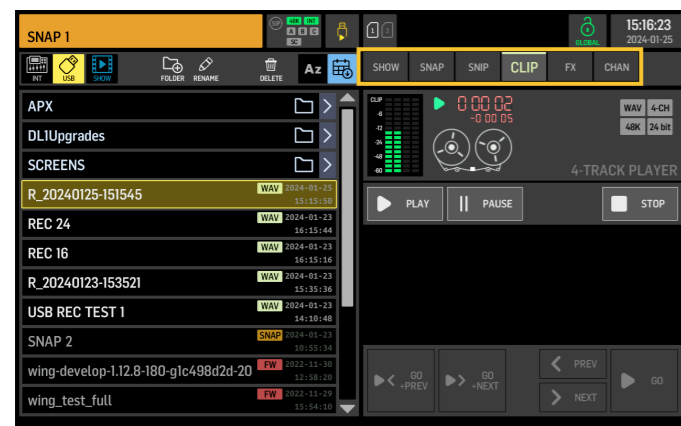 SNAP 1
SIP
48K INT
A B C
SC
1 2
GLOBAL
15:16:23
2024-01-25
INT
USB
SHOW
FOLDER
RENAME
DELETE
Az
SHOW SNAP SNIP CLIP FX CHAN
APX
DL1Upgrades
SCREENS
R_20240125-151545 WAV 2024-01-25
15:15:50
REC 24 WAV 2024-01-23
16:15:44
REC 16 WAV 2024-01-23
16:15:16
R_20240123-153521 WAV 2024-01-23
15:35:36
USB REC TEST 1 WAV 2024-01-23
14:10:48
SNAP 2 SNAP 2024-01-23
10:55:34
wing-develop-1.12.8-180-g1c498d2d-20 FW 2022-11-30
12:58:20
wing_test_full FW 2022-11-29
15:54:10
CLIP
-6
-12
-24
-48
-60
0 00 02
-0 00 05
WAV 4-CH
48K 24 bit
4-TRACK PLAYER
PLAY
PAUSE
STOP
GO
+PREV
GO
+NEXT
PREV
NEXT
GO